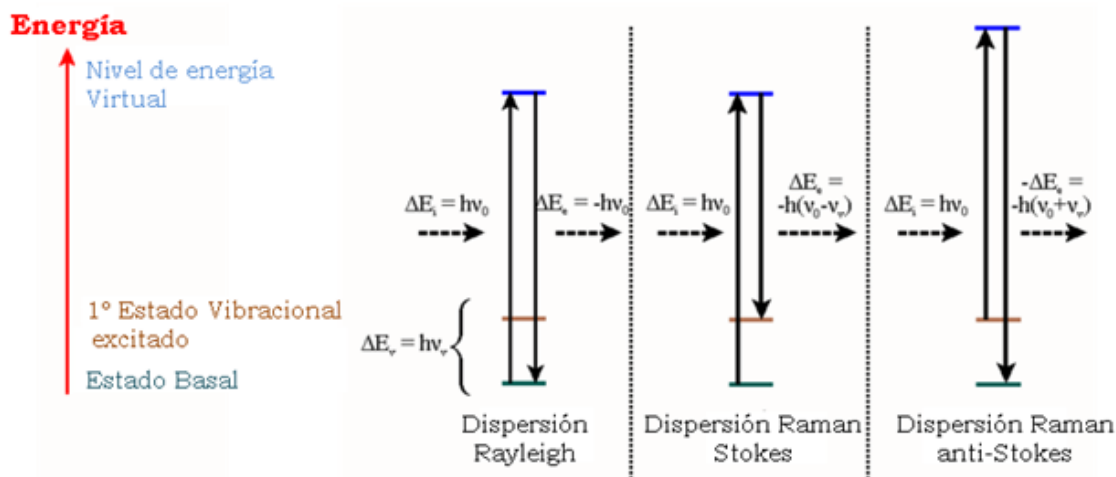 Energía
Nivel de energía
Virtual
1º Estado Vibracional
excitado
Estado Basal
ΔEᵥ = hνᵥ
ΔEᵢ = hν₀
ΔEₑ = -hν₀
Dispersión
Rayleigh
ΔEᵢ = hν₀
ΔEₑ =
-h(ν₀-νᵥ)
Dispersión Raman
Stokes
ΔEᵢ = hν₀
-ΔEₑ =
-h(ν₀+νᵥ)
Dispersión Raman
anti-Stokes